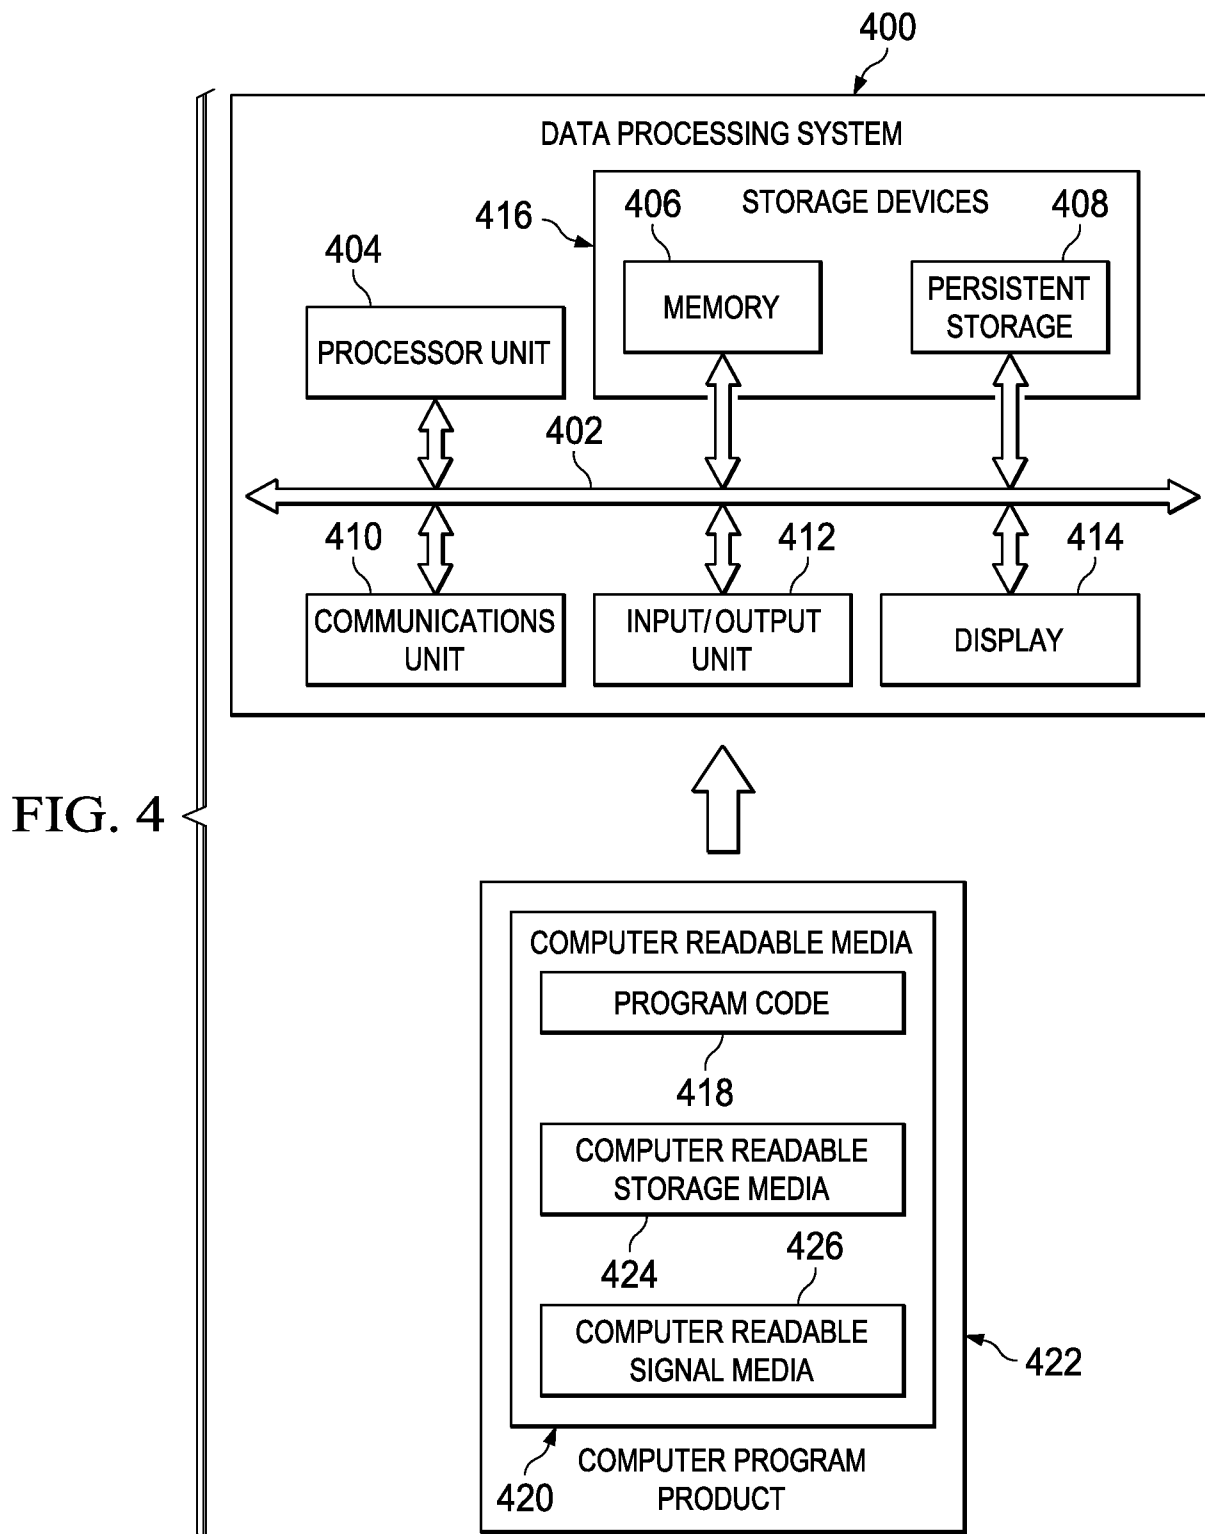 400
DATA PROCESSING SYSTEM
416
406
STORAGE DEVICES
408
404
MEMORY
PERSISTENT
STORAGE
PROCESSOR UNIT
402
410
412
414
COMMUNICATIONS
UNIT
INPUT/OUTPUT
UNIT
DISPLAY
FIG. 4
COMPUTER READABLE MEDIA
PROGRAM CODE
418
COMPUTER READABLE
STORAGE MEDIA
424
426
COMPUTER READABLE
SIGNAL MEDIA
422
420
COMPUTER PROGRAM
PRODUCT